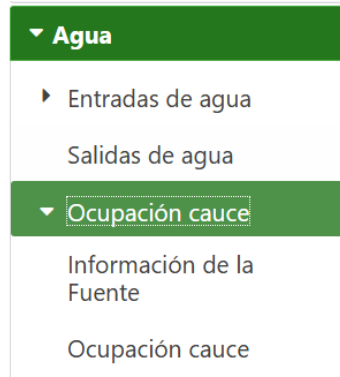 Agua
Entradas de agua
Salidas de agua
Ocupación cauce
Información de la
Fuente
Ocupación cauce